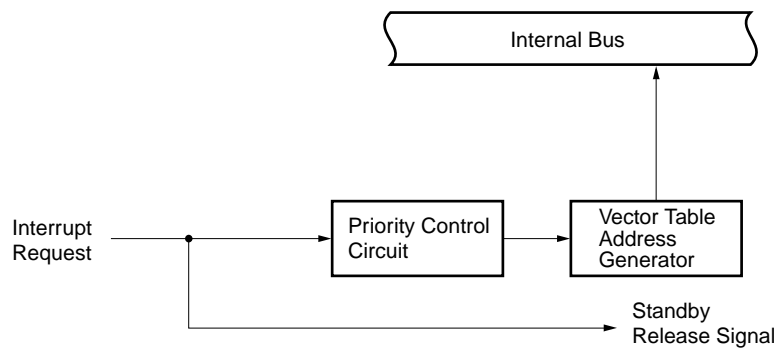 Internal Bus
Interrupt
Request
Priority Control
Circuit
Vector Table
Address
Generator
Standby
Release Signal